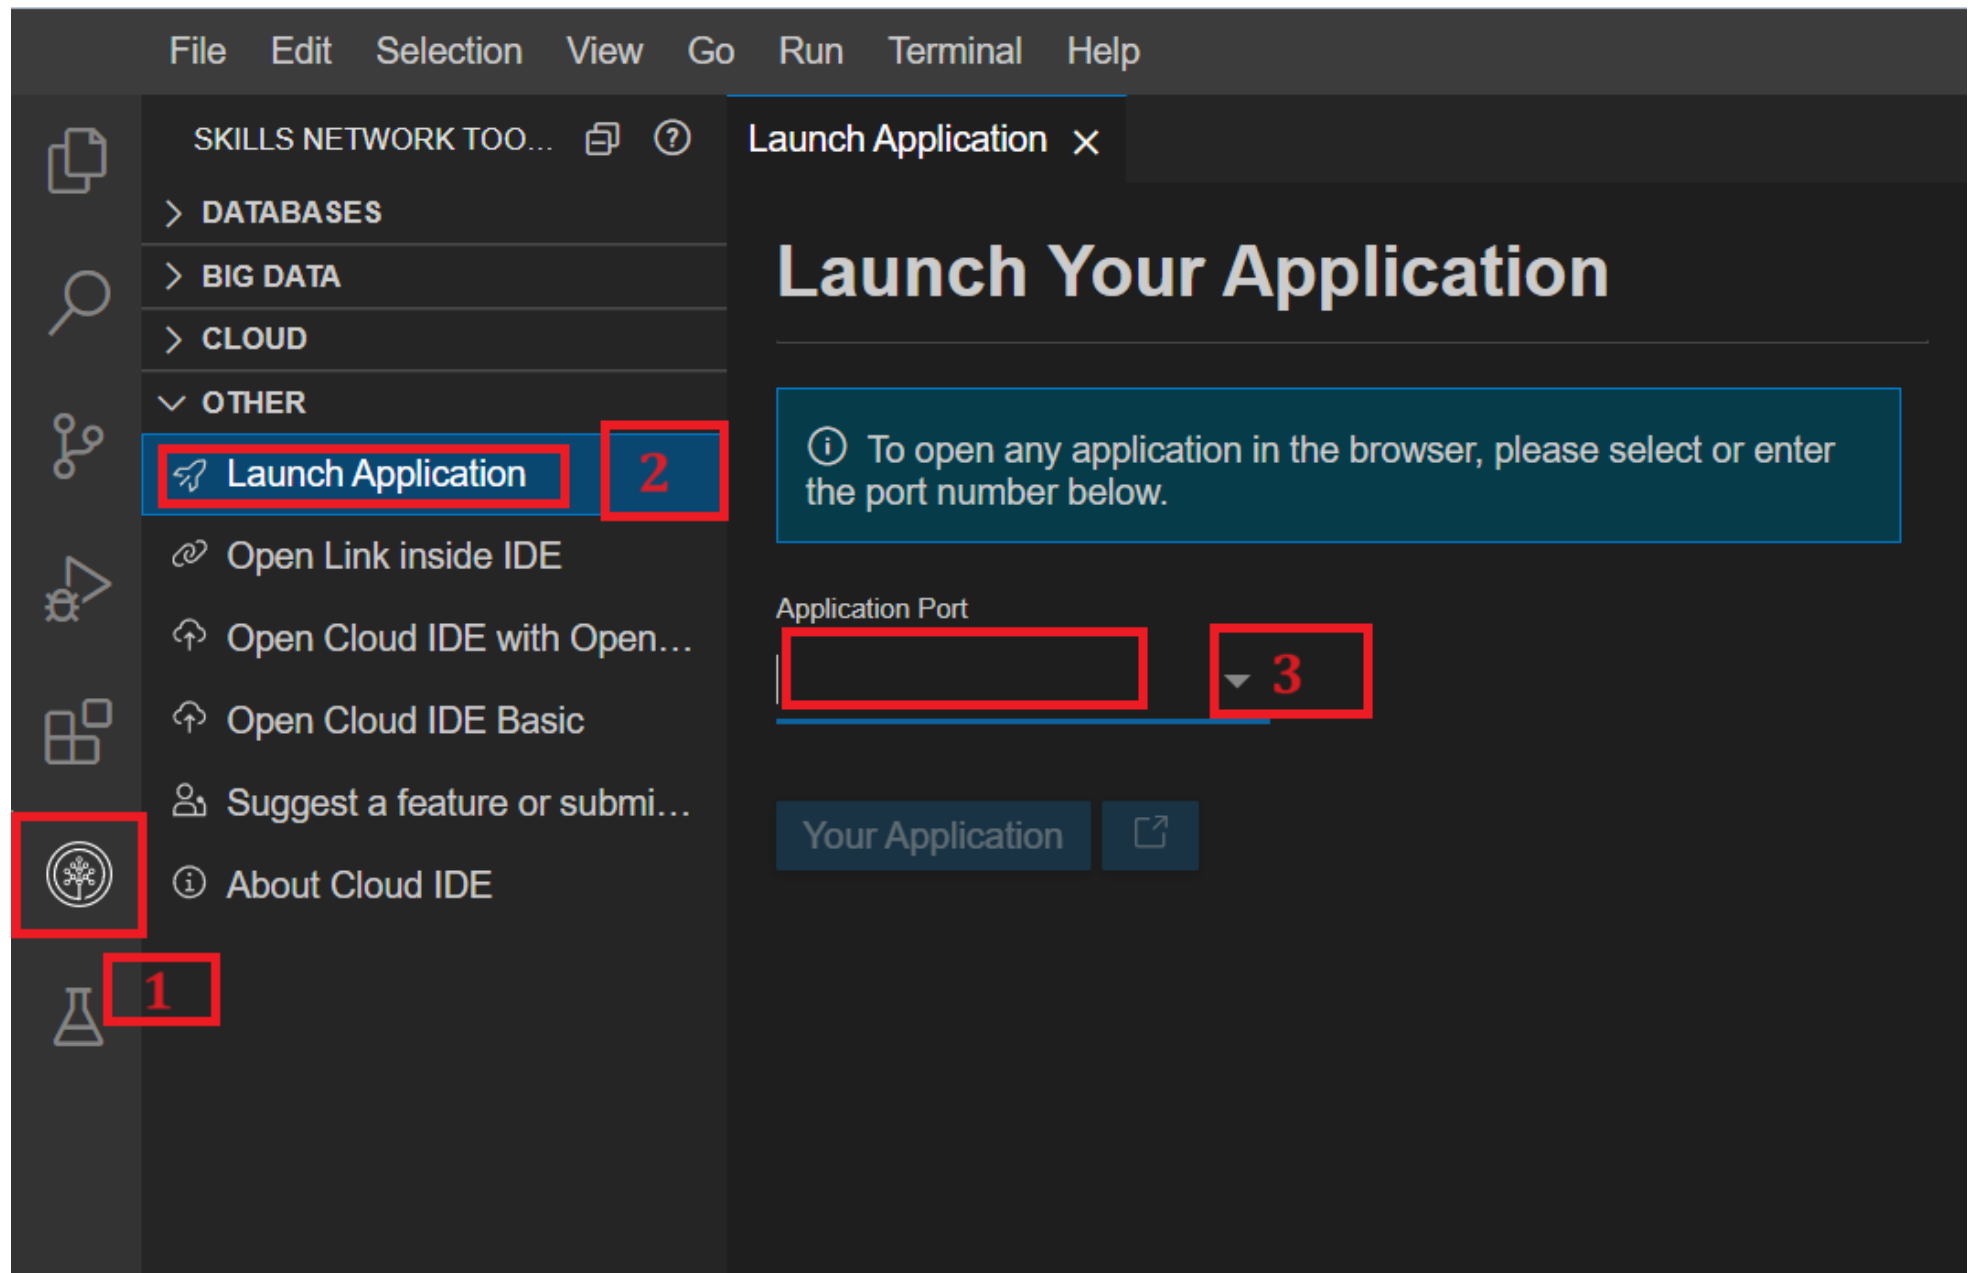 File Edit Selection View Go Run Terminal Help
SKILLS NETWORK TOO...
Launch Application
DATABASES
BIG DATA
CLOUD
OTHER
Launch Application
2
Open Link inside IDE
Open Cloud IDE with Open...
Open Cloud IDE Basic
Suggest a feature or submi...
About Cloud IDE
1
Launch Your Application
To open any application in the browser, please select or enter
the port number below.
Application Port
3
Your Application